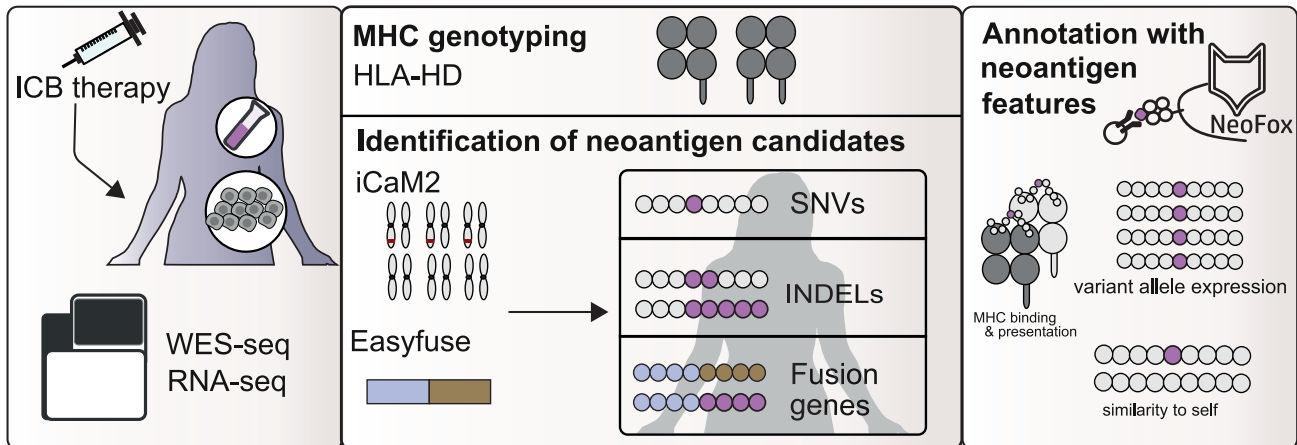 ICB therapy
WES-seq
RNA-seq
MHC genotyping
HLA-HD
Identification of neoantigen candidates
iCaM2
Easyfuse
SNVs
INDELs
Fusion
genes
Annotation with
neoantigen
features
NeoFox
MHC binding
& presentation
variant allele expression
similarity to self